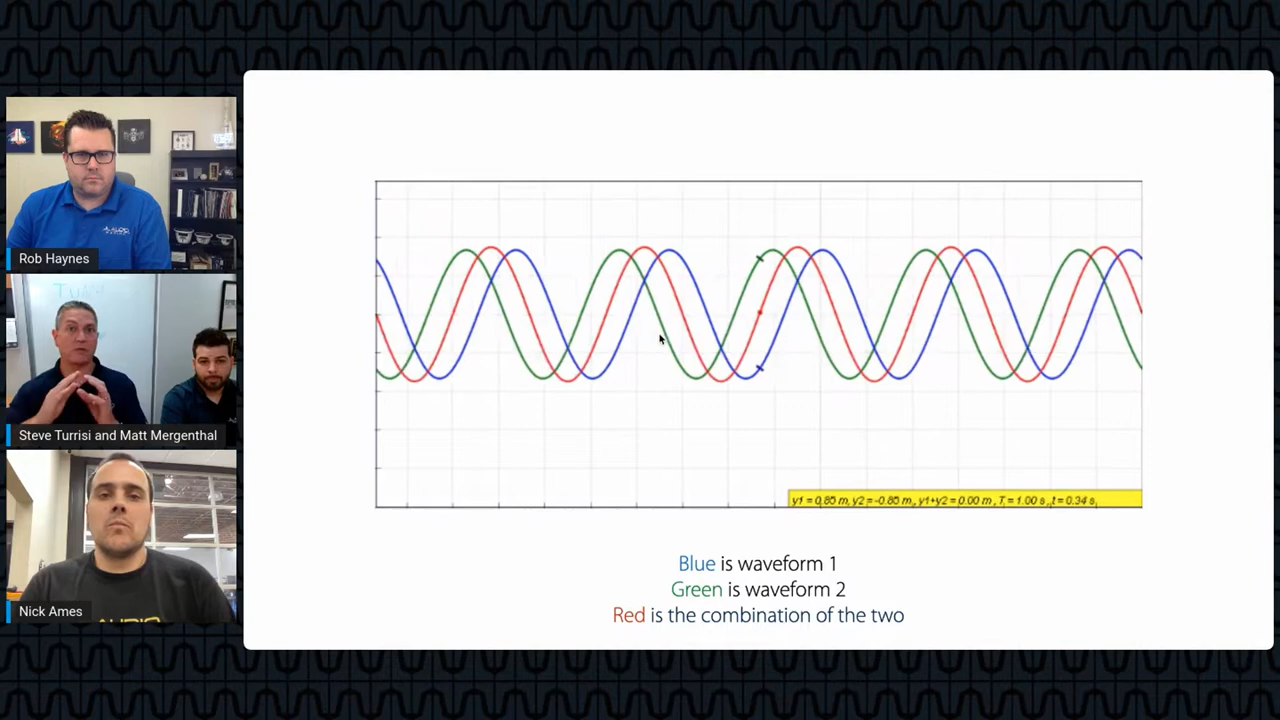 AUDIO
Rob Haynes
Steve Turrisi and Matt Mergenthal
Nick Ames
AUDIO
y1 = 0.85 m, y2 = -0.85 m, y1+y2 = 0.00 m, T = 1.00 s, t = 0.34 s,
Blue is waveform 1
Green is waveform 2
Red is the combination of the two